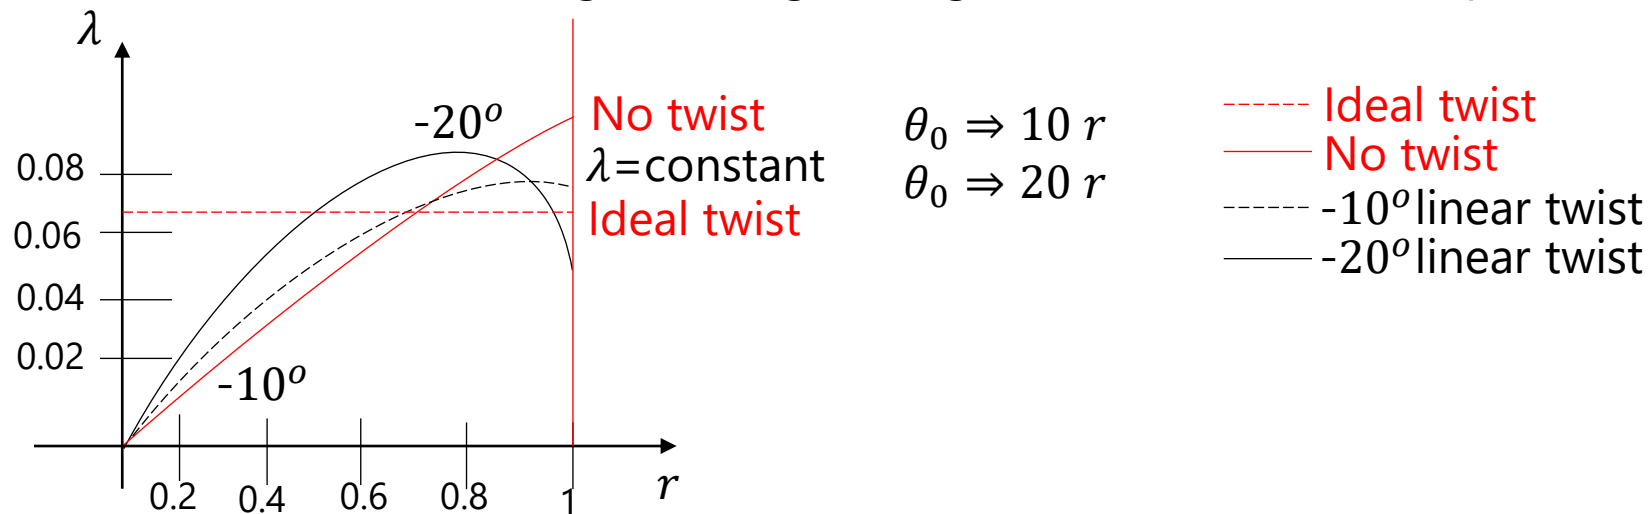 λ
-20°
No twist
λ=constant
Ideal twist
0.08
0.06
0.04
0.02
-10°
0.2 0.4 0.6 0.8 1 r
θ₀ ⇒ 10 r
θ₀ ⇒ 20 r
Ideal twist
No twist
-10° linear twist
-20° linear twist